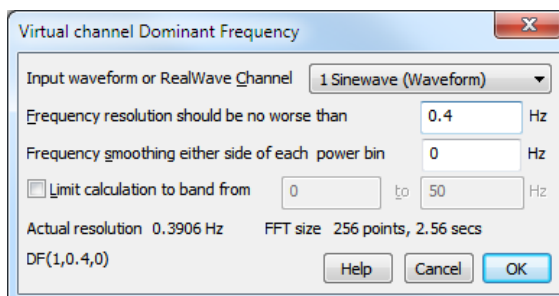 Virtual channel Dominant Frequency
Input waveform or RealWave Channel 1 Sinewave (Waveform)
Frequency resolution should be no worse than 0.4 Hz
Frequency smoothing either side of each power bin 0 Hz
Limit calculation to band from 0 to 50 Hz
Actual resolution 0.3906 Hz FFT size 256 points, 2.56 secs
DF(1,0.4,0) Help Cancel OK